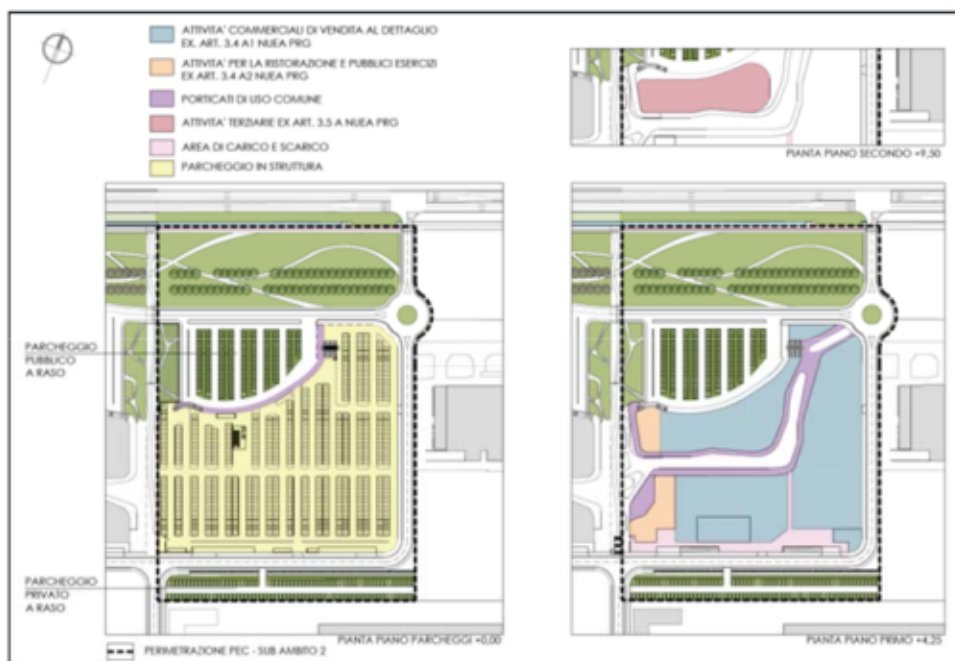 ATTIVITA' COMMERCIALI DI VENDITA AL DETTAGLIO
EX. ART. 3.4 A1 NUEA PRG
ATTIVITA' PER LA RISTORAZIONE E PUBBLICI ESERCIZI
EX ART. 3.4 A2 NUEA PRG
PORTICATI DI USO COMUNE
ATTIVITA' TERZIARIE EX ART. 3.5 A NUEA PRG
AREA DI CARICO E SCARICO
PARCHEGGIO IN STRUTTURA
PIANTA PIANO SECONDO +9,50
PARCHEGGIO
PUBBLICO
A RASO
PARCHEGGIO
PRIVATO
A RASO
PIANTA PIANO PARCHEGGI +0,00
PIANTA PIANO PRIMO +4,25
PERIMETRAZIONE PEC - SUB AMBITO 2